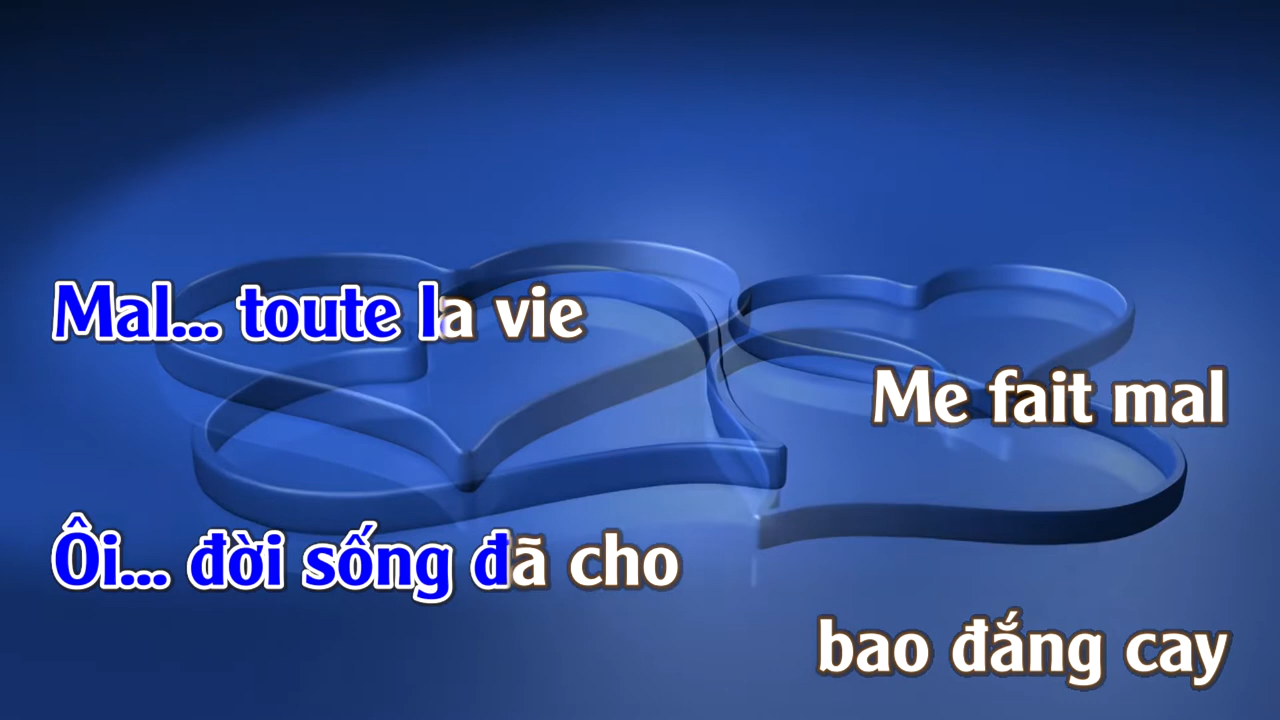 Mal... toute la vie
Me fait mal
Ôi... đời sống đã cho
bao đắng cay